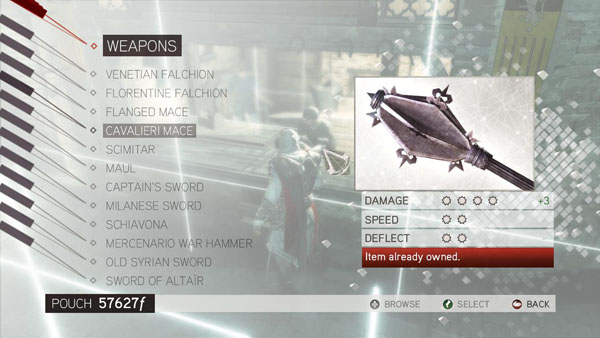 WEAPONS
VENETIAN FALCHION
FLORENTINE FALCHION
FLANGED MACE
CAVALIERI MACE
SCIMITAR
MAUL
CAPTAIN'S SWORD
MILANESE SWORD
SCHIAVONA
MERCENARIO WAR HAMMER
OLD SYRIAN SWORD
SWORD OF ALTAÏR
DAMAGE +3
SPEED
DEFLECT
Item already owned.
POUCH 57627ƒ
BROWSE SELECT BACK